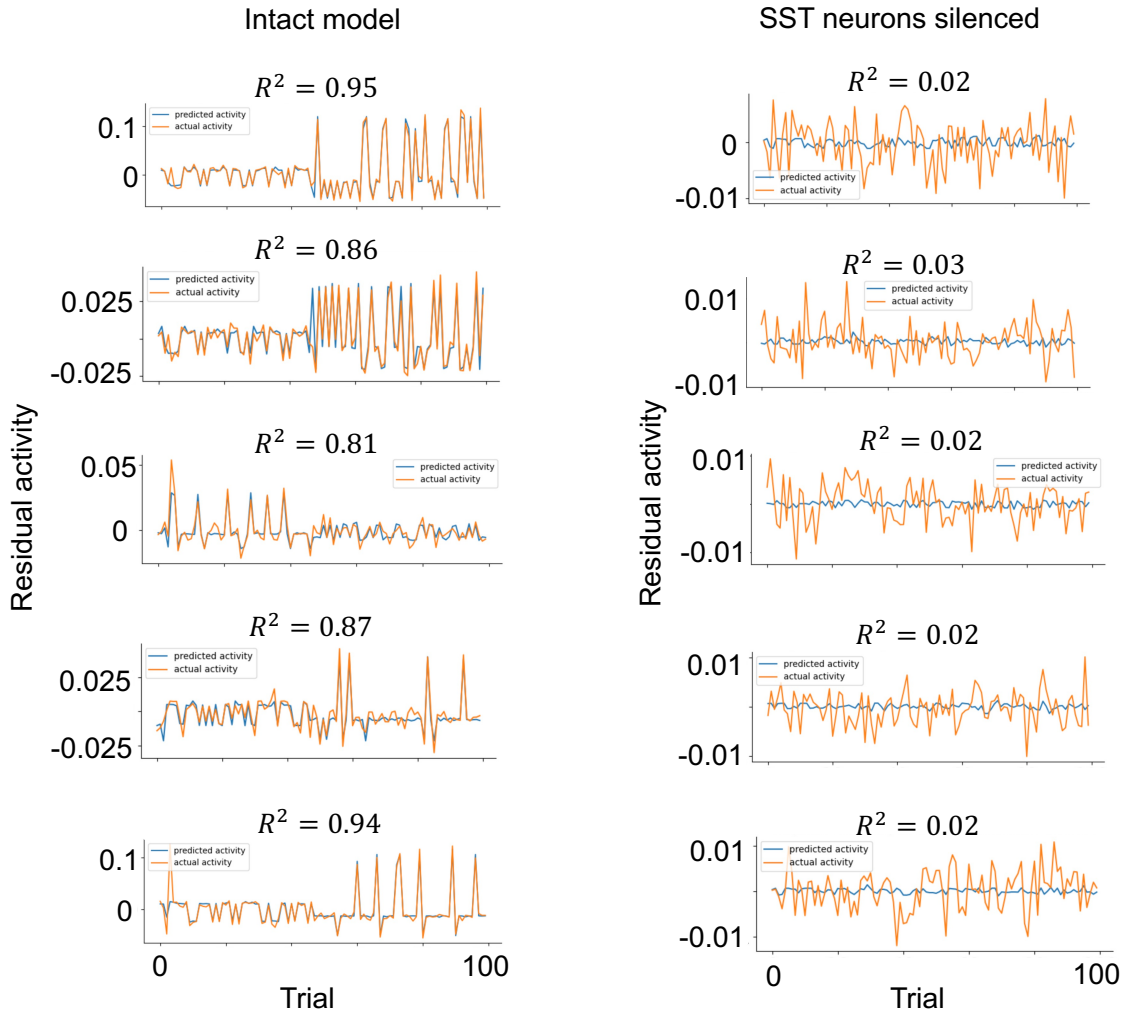 Intact model
SST neurons silenced
Residual activity
R² = 0.95
predicted activity
actual activity
0.1
0
R² = 0.86
predicted activity
actual activity
0.025
-0.025
R² = 0.81
predicted activity
actual activity
0.05
0
R² = 0.87
predicted activity
actual activity
0.025
-0.025
R² = 0.94
predicted activity
actual activity
0.1
0
0
100
Trial
Residual activity
R² = 0.02
0
predicted activity
actual activity
-0.01
R² = 0.03
predicted activity
actual activity
0.01
-0.01
R² = 0.02
0.01
predicted activity
actual activity
-0.01
R² = 0.02
0.01
predicted activity
actual activity
-0.01
R² = 0.02
0.01
predicted activity
actual activity
-0.01
0
100
Trial